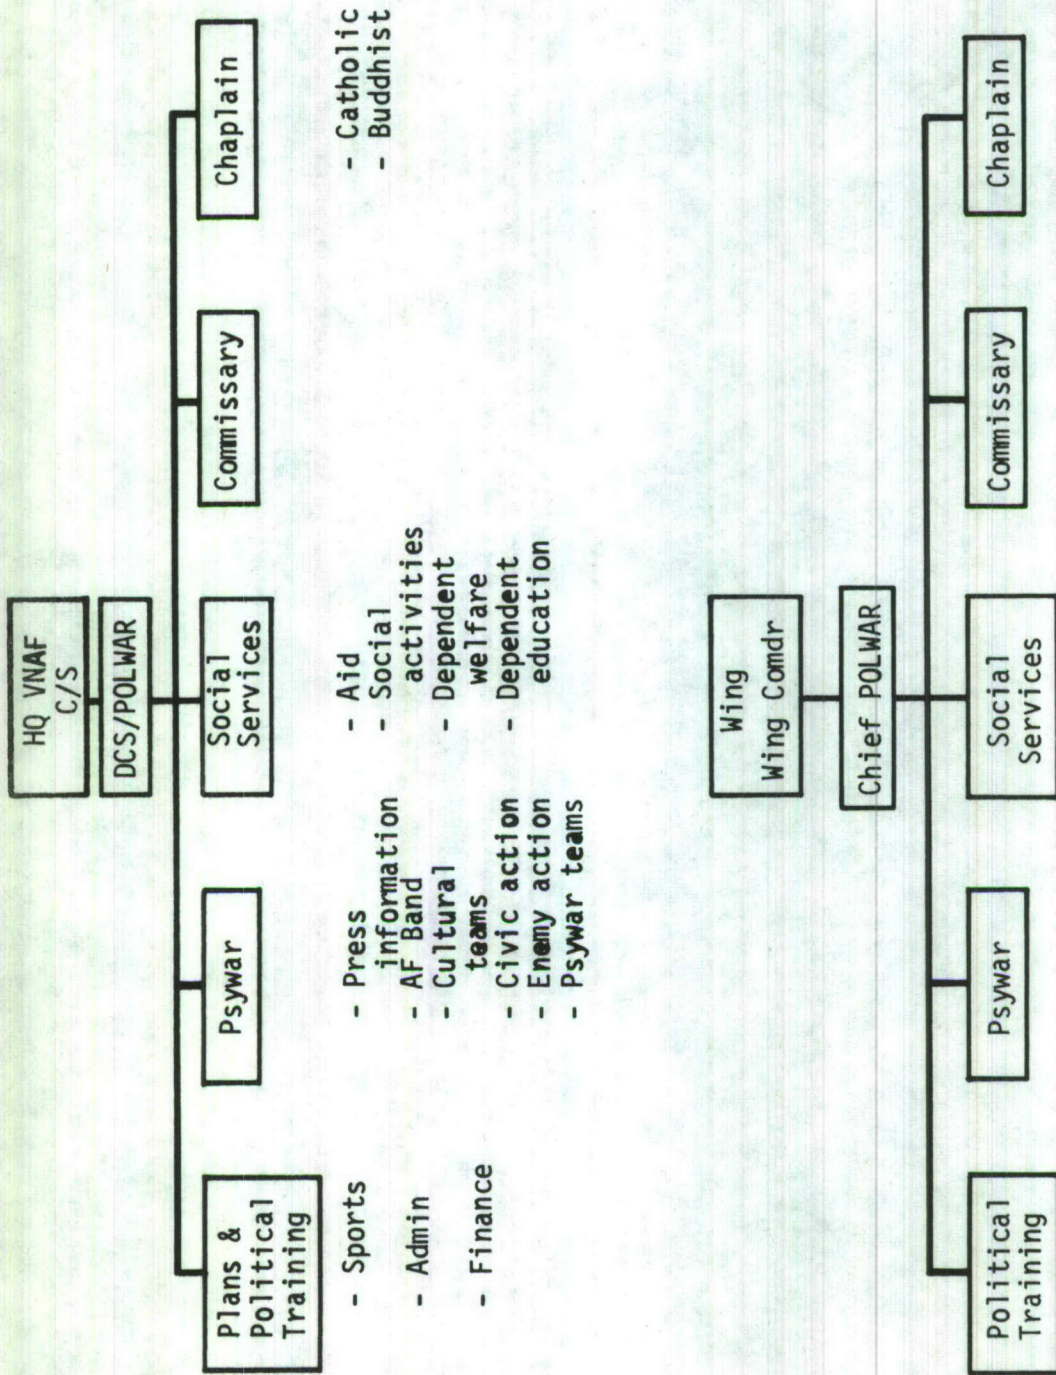 HQ VNAF
C/S
DCS/POLWAR
Plans &
Political
Training
Psywar
Social
Services
Commissary
Chaplain
- Sports
- Admin
- Finance
- Press
information
- AF Band
- Cultural
teams
- Civic action
- Enemy action
- Psywar teams
- Aid
- Social
activities
- Dependent
welfare
- Dependent
education
- Catholic
- Buddhist
Wing
Wing Comdr
Chief POLWAR
Political
Training
Psywar
Social
Services
Commissary
Chaplain